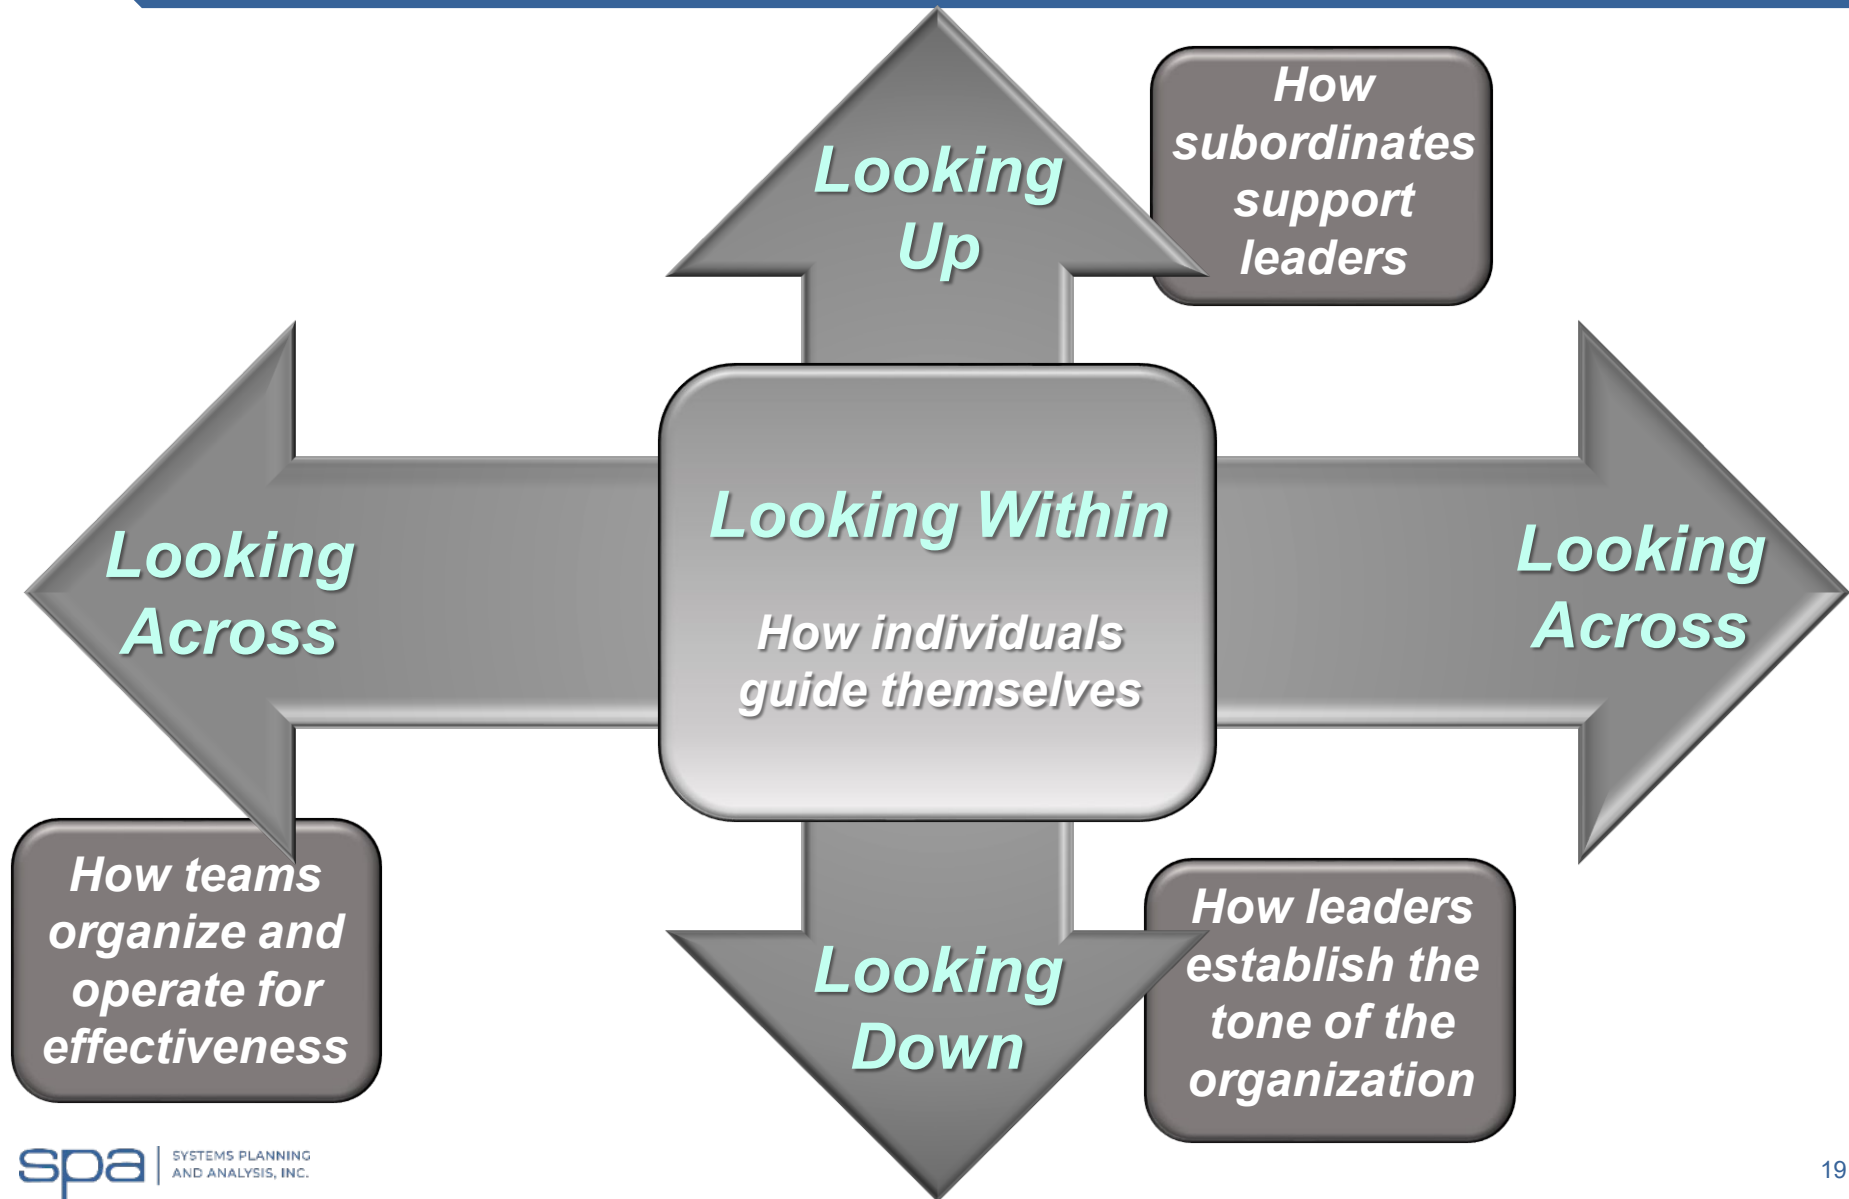 Looking
Up
How
subordinates
support
leaders
Looking
Across
Looking Within
How individuals
guide themselves
Looking
Across
How teams
organize and
operate for
effectiveness
Looking
Down
How leaders
establish the
tone of the
organization
spa
SYSTEMS PLANNING
AND ANALYSIS, INC.
19